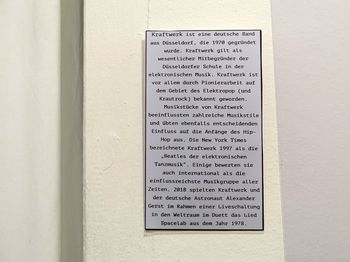 Kraftwerk ist eine deutsche Band
aus Düsseldorf, die 1970 gegründet
wurde. Kraftwerk gilt als
wesentlicher Mitbegründer der
Düsseldorfer Schule in der
elektronischen Musik. Kraftwerk ist
vor allem durch Pionierarbeit auf
dem Gebiet des Elektropop (und
Krautrock) bekannt geworden.
Musikstücke von Kraftwerk
beeinflussten zahlreiche Musikstile
und übten ebenfalls entscheidenden
Einfluss auf die Anfänge des Hip-
Hop aus. Die New York Times
bezeichnete Kraftwerk 1997 als die
„Beatles der elektronischen
Tanzmusik“. Einige bewerten sie
auch international als die
einflussreichste Musikgruppe aller
Zeiten. 2018 spielten Kraftwerk und
der deutsche Astronaut Alexander
Gerst im Rahmen einer Liveschaltung
in den Weltraum im Duett das Lied
Spacelab aus dem Jahr 1978.